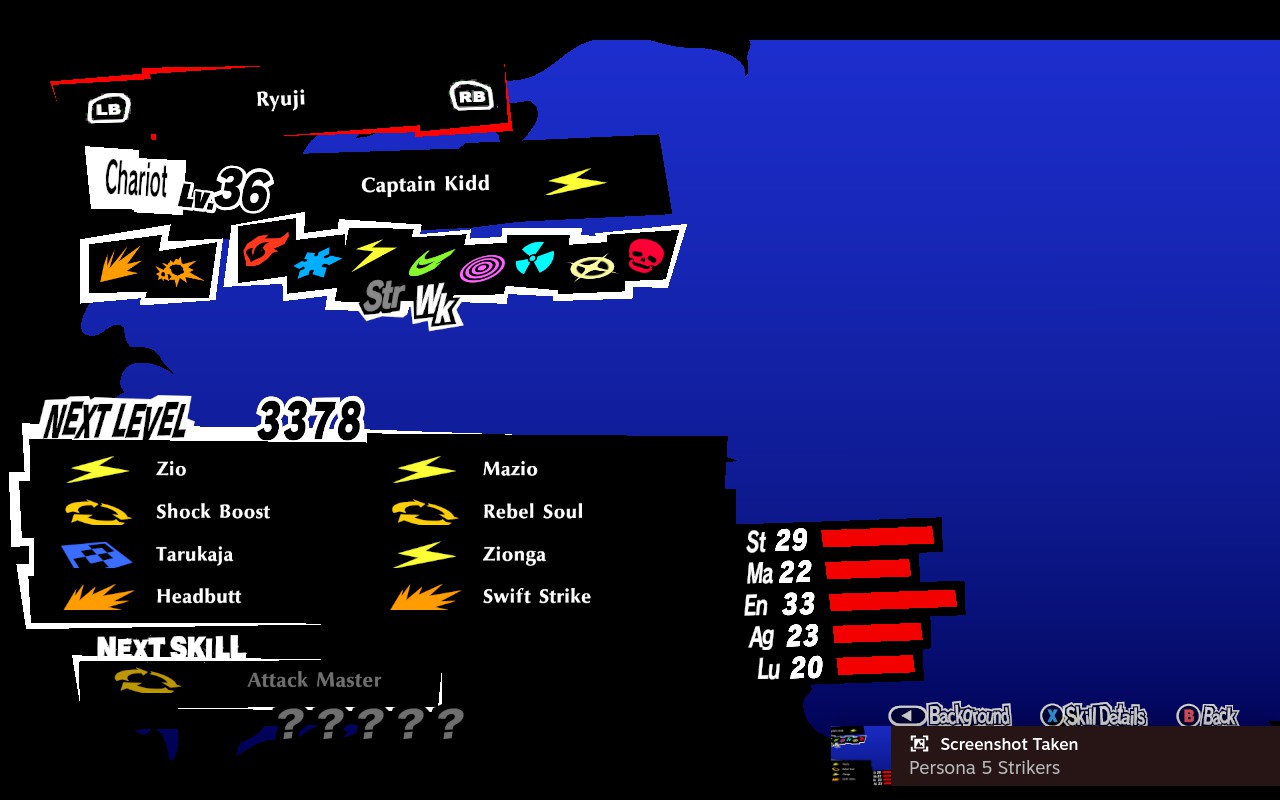 LB Ryuji RB
Chariot Lv.36 Captain Kidd
Str Wk
NEXT LEVEL 3378
Zio Mazio
Shock Boost Rebel Soul
Tarukaja Zionga
Headbutt Swift Strike
St 29
Ma 22
En 33
Ag 23
Lu 20
NEXT SKILL
Attack Master
?????
Background X Skill Details B Back
Screenshot Taken
Persona 5 Strikers